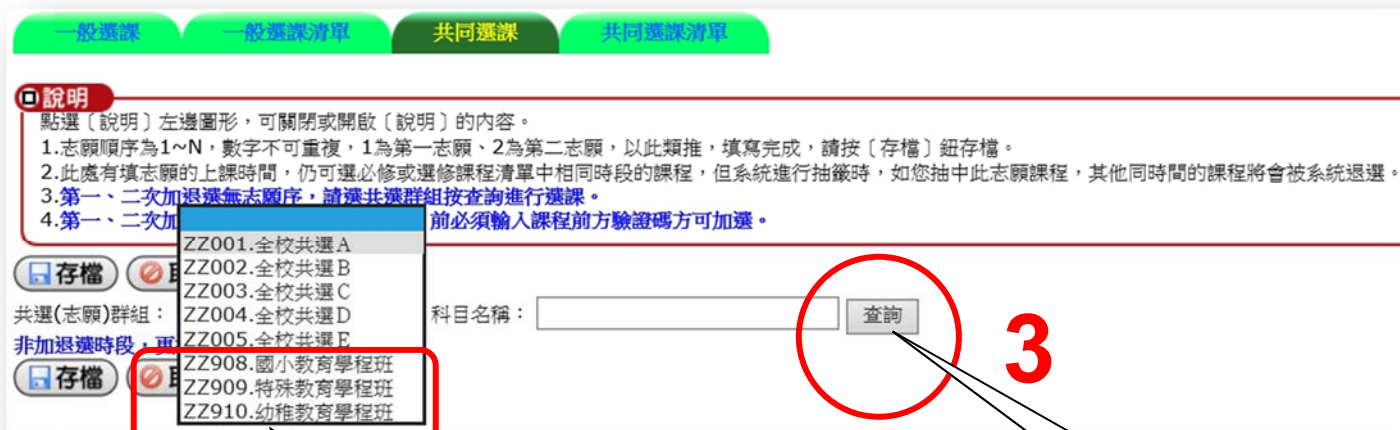 一般選課 一般選課清單 共同選課 共同選課清單
說明
點選〔說明〕左邊圖形，可關閉或開啟〔說明〕的內容。
1.志願順序為1~N，數字不可重複，1為第一志願、2為第二志願，以此類推，填寫完成，請按〔存檔〕鈕存檔。
2.此處有填志願的上課時間，仍可選必修或選修課程清單中相同時段的課程，但系統進行抽籤時，如您抽中此志願課程，其他同時間的課程將會被系統退選。
3.第一、二次加退選無志願序，請選共選群組按查詢進行選課。
4.第一、二次加 前必須輸入課程前方驗證碼方可加選。
ZZ001.全校共選A
ZZ002.全校共選B
ZZ003.全校共選C
ZZ004.全校共選D
ZZ005.全校共選E
ZZ908.國小教育學程班
ZZ909.特殊教育學程班
ZZ910.幼稚教育學程班
存檔
共選(志願)群組： 科目名稱： 查詢
3
非加退選時段，
存檔